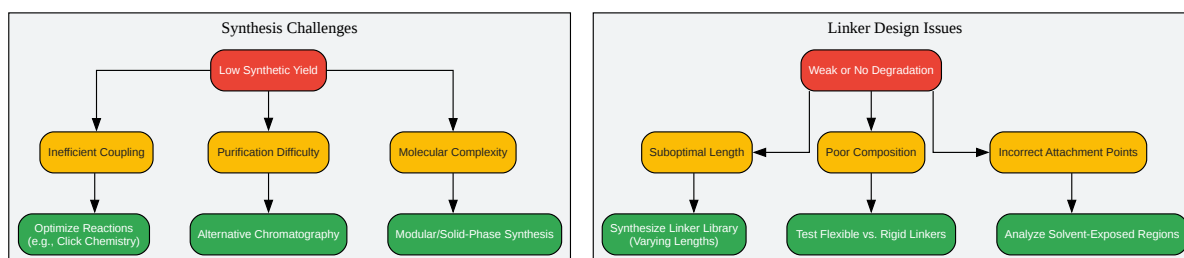 Synthesis Challenges
Low Synthetic Yield
Inefficient Coupling
Purification Difficulty
Molecular Complexity
Optimize Reactions
(e.g., Click Chemistry)
Alternative Chromatography
Modular/Solid-Phase Synthesis
Linker Design Issues
Weak or No Degradation
Suboptimal Length
Poor Composition
Incorrect Attachment Points
Synthesize Linker Library
(Varying Lengths)
Test Flexible vs. Rigid Linkers
Analyze Solvent-Exposed Regions